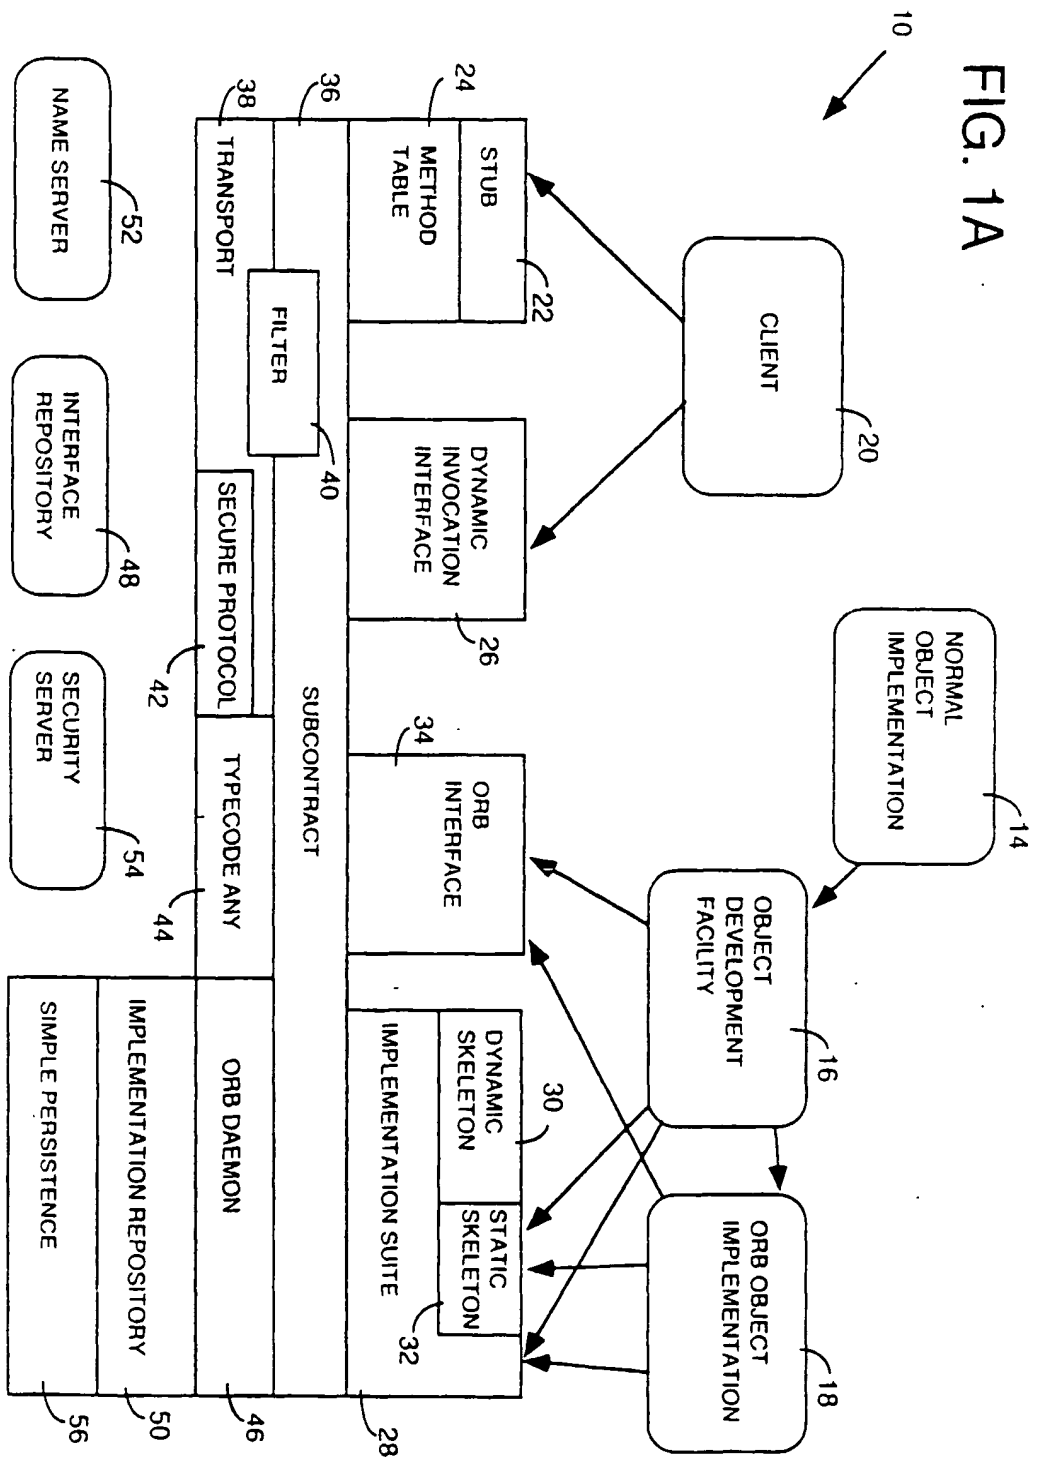 FIG. 1A
10
CLIENT
20
NORMAL
OBJECT
IMPLEMENTATION
14
OBJECT
DEVELOPMENT
FACILITY
16
ORB OBJECT
IMPLEMENTATION
18
STUB
22
METHOD
TABLE
24
DYNAMIC
INVOCATION
INTERFACE
26
ORB
INTERFACE
34
DYNAMIC
SKELETON
30
STATIC
SKELETON
32
IMPLEMENTATION SUITE
28
36
SUBCONTRACT
FILTER
40
38
TRANSPORT
SECURE PROTOCOL
42
TYPECODE ANY
44
ORB DAEMON
46
IMPLEMENTATION REPOSITORY
50
SIMPLE PERSISTENCE
56
NAME SERVER
52
INTERFACE
REPOSITORY
48
SECURITY
SERVER
54